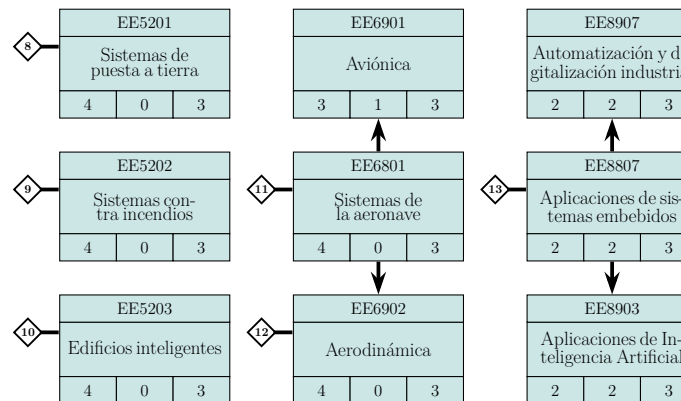 EE5201
8
Sistemas de
puesta a tierra
4 0 3
EE6901
Aviónica
3 1 3
EE8907
Automatización y di
gitalización industria
2 2 3
EE5202
9
Sistemas con-
tra incendios
4 0 3
EE6801
11
Sistemas de
la aeronave
4 0 3
EE8807
13
Aplicaciones de sis-
temas embebidos
2 2 3
EE5203
10
Edificios inteligentes
4 0 3
EE6902
12
Aerodinámica
4 0 3
EE8903
Aplicaciones de In-
teligencia Artificial
2 2 3